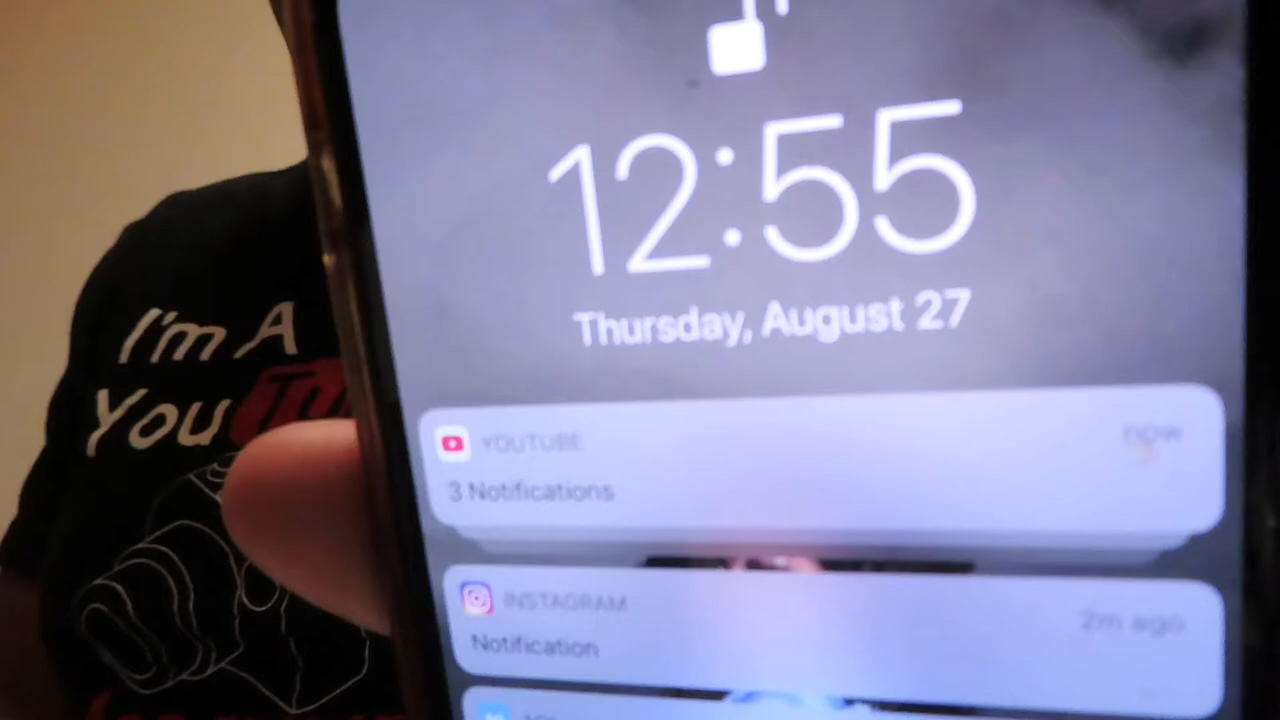 12:55
Thursday, August 27
YOUTUBE
now
3 Notifications
INSTAGRAM
2m ago
Notification
I'm A
You